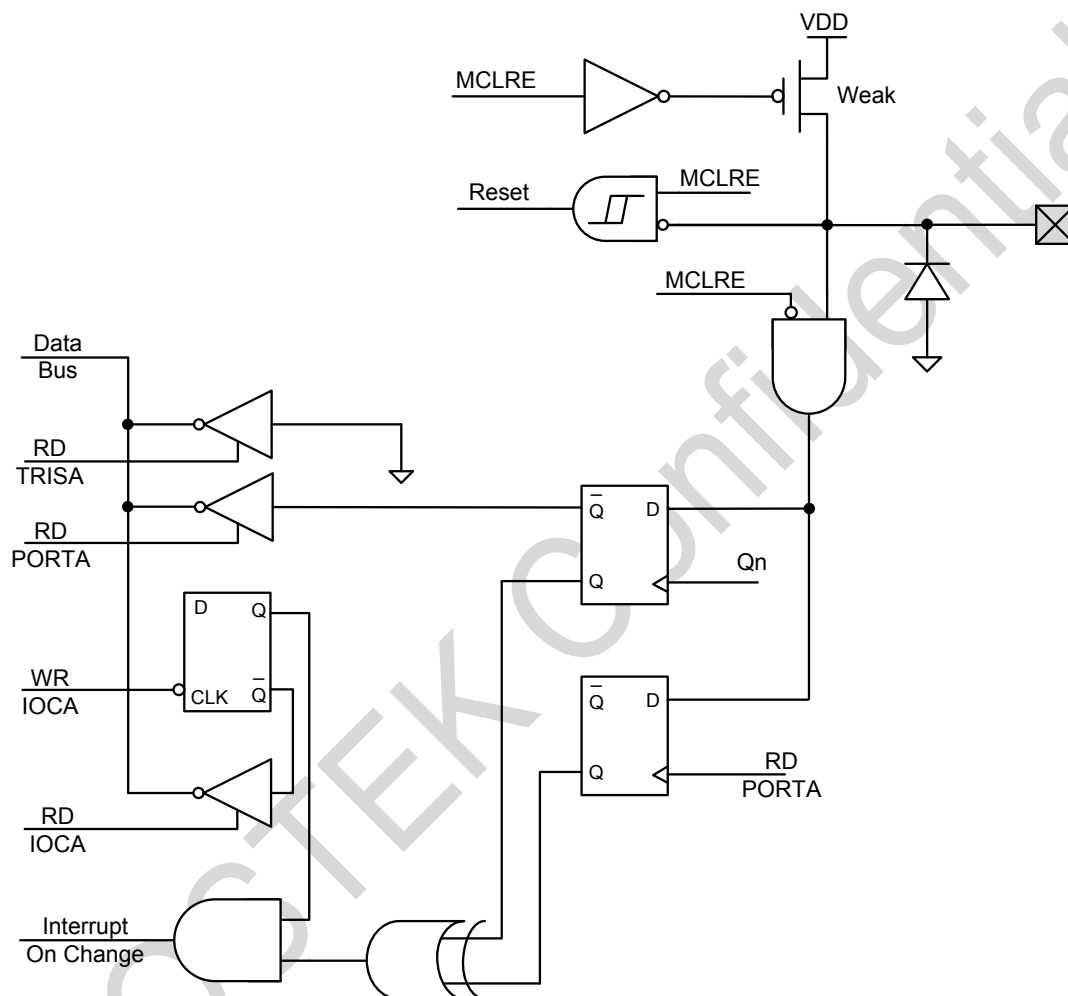 VDD
MCLRE
Weak
MCLRE
Reset
MCLRE
Data
Bus
RD
TRISA
RD
PORTA
Q
D
Q
Qn
D
Q
WR
IOCA
CLK
Q
Q
D
Q
RD
PORTA
RD
IOCA
Interrupt
On Change
OSTEK Confidential